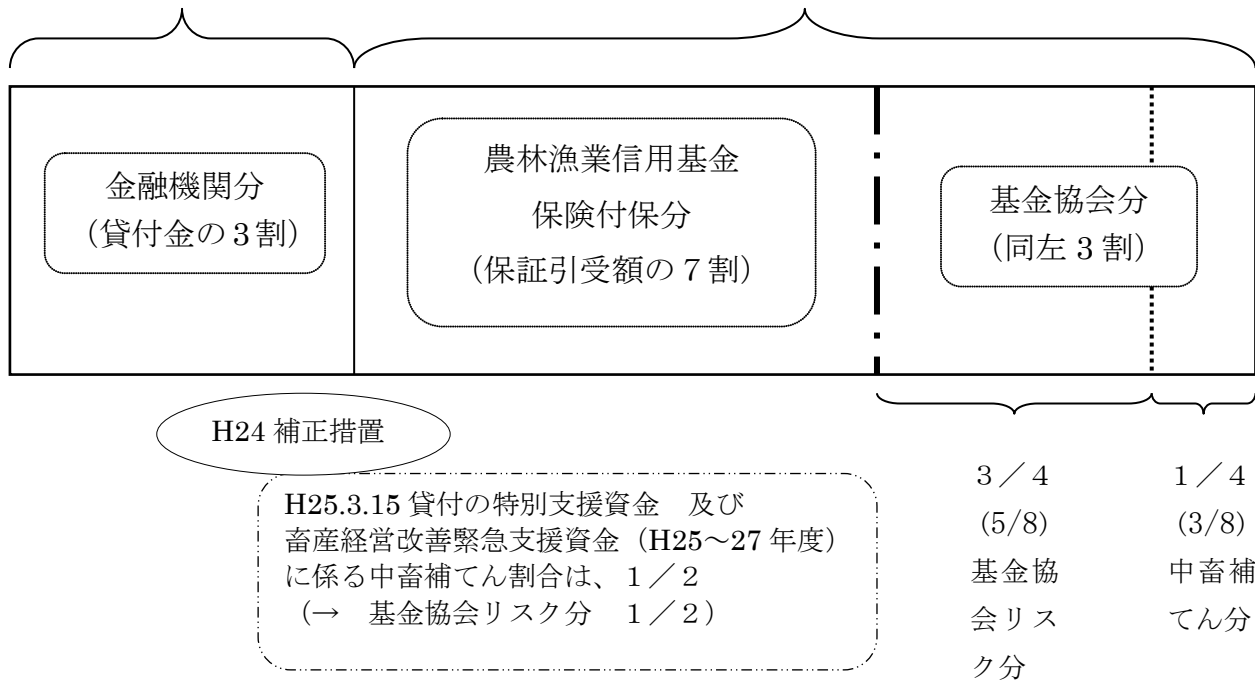 金融機関分
(貸付金の3割)
農林漁業信用基金
保険付保分
(保証引受額の7割)
基金協会分
(同左3割)
H24補正措置
H25.3.15貸付の特別支援資金　及び
畜産経営改善緊急支援資金（H25～27年度）
に係る中畜補てん割合は、１／２
（→　基金協会リスク分　１／２）
３／４
(5/8)
基金協
会リス
ク分
１／４
(3/8)
中畜補
てん分